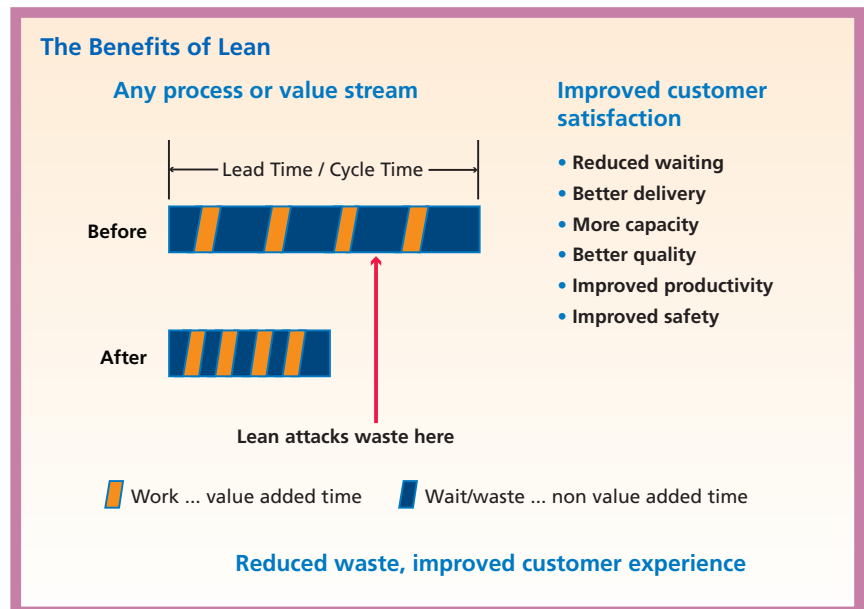 The Benefits of Lean
Any process or value stream
Lead Time / Cycle Time
Before
After
Lean attacks waste here
Work ... value added time
Wait/waste ... non value added time
Improved customer
satisfaction
• Reduced waiting
• Better delivery
• More capacity
• Better quality
• Improved productivity
• Improved safety
Reduced waste, improved customer experience